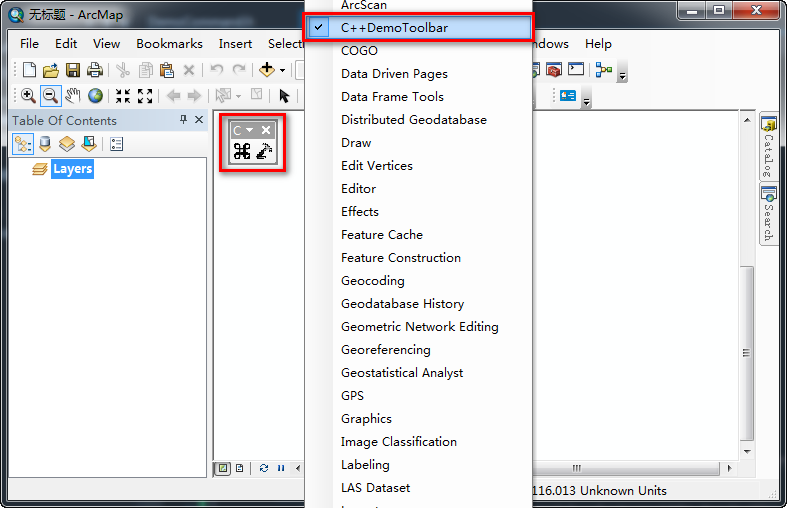 无标题 - ArcMap
File Edit View Bookmarks Insert Help
Table Of Contents
Layers
C
ArcScan
C++DemoToolbar
COGO
Data Driven Pages
Data Frame Tools
Distributed Geodatabase
Draw
Edit Vertices
Editor
Effects
Feature Cache
Feature Construction
Geocoding
Geodatabase History
Geometric Network Editing
Georeferencing
Geostatistical Analyst
GPS
Graphics
Image Classification
Labeling
LAS Dataset
Catalog
Search
116.013 Unknown Units